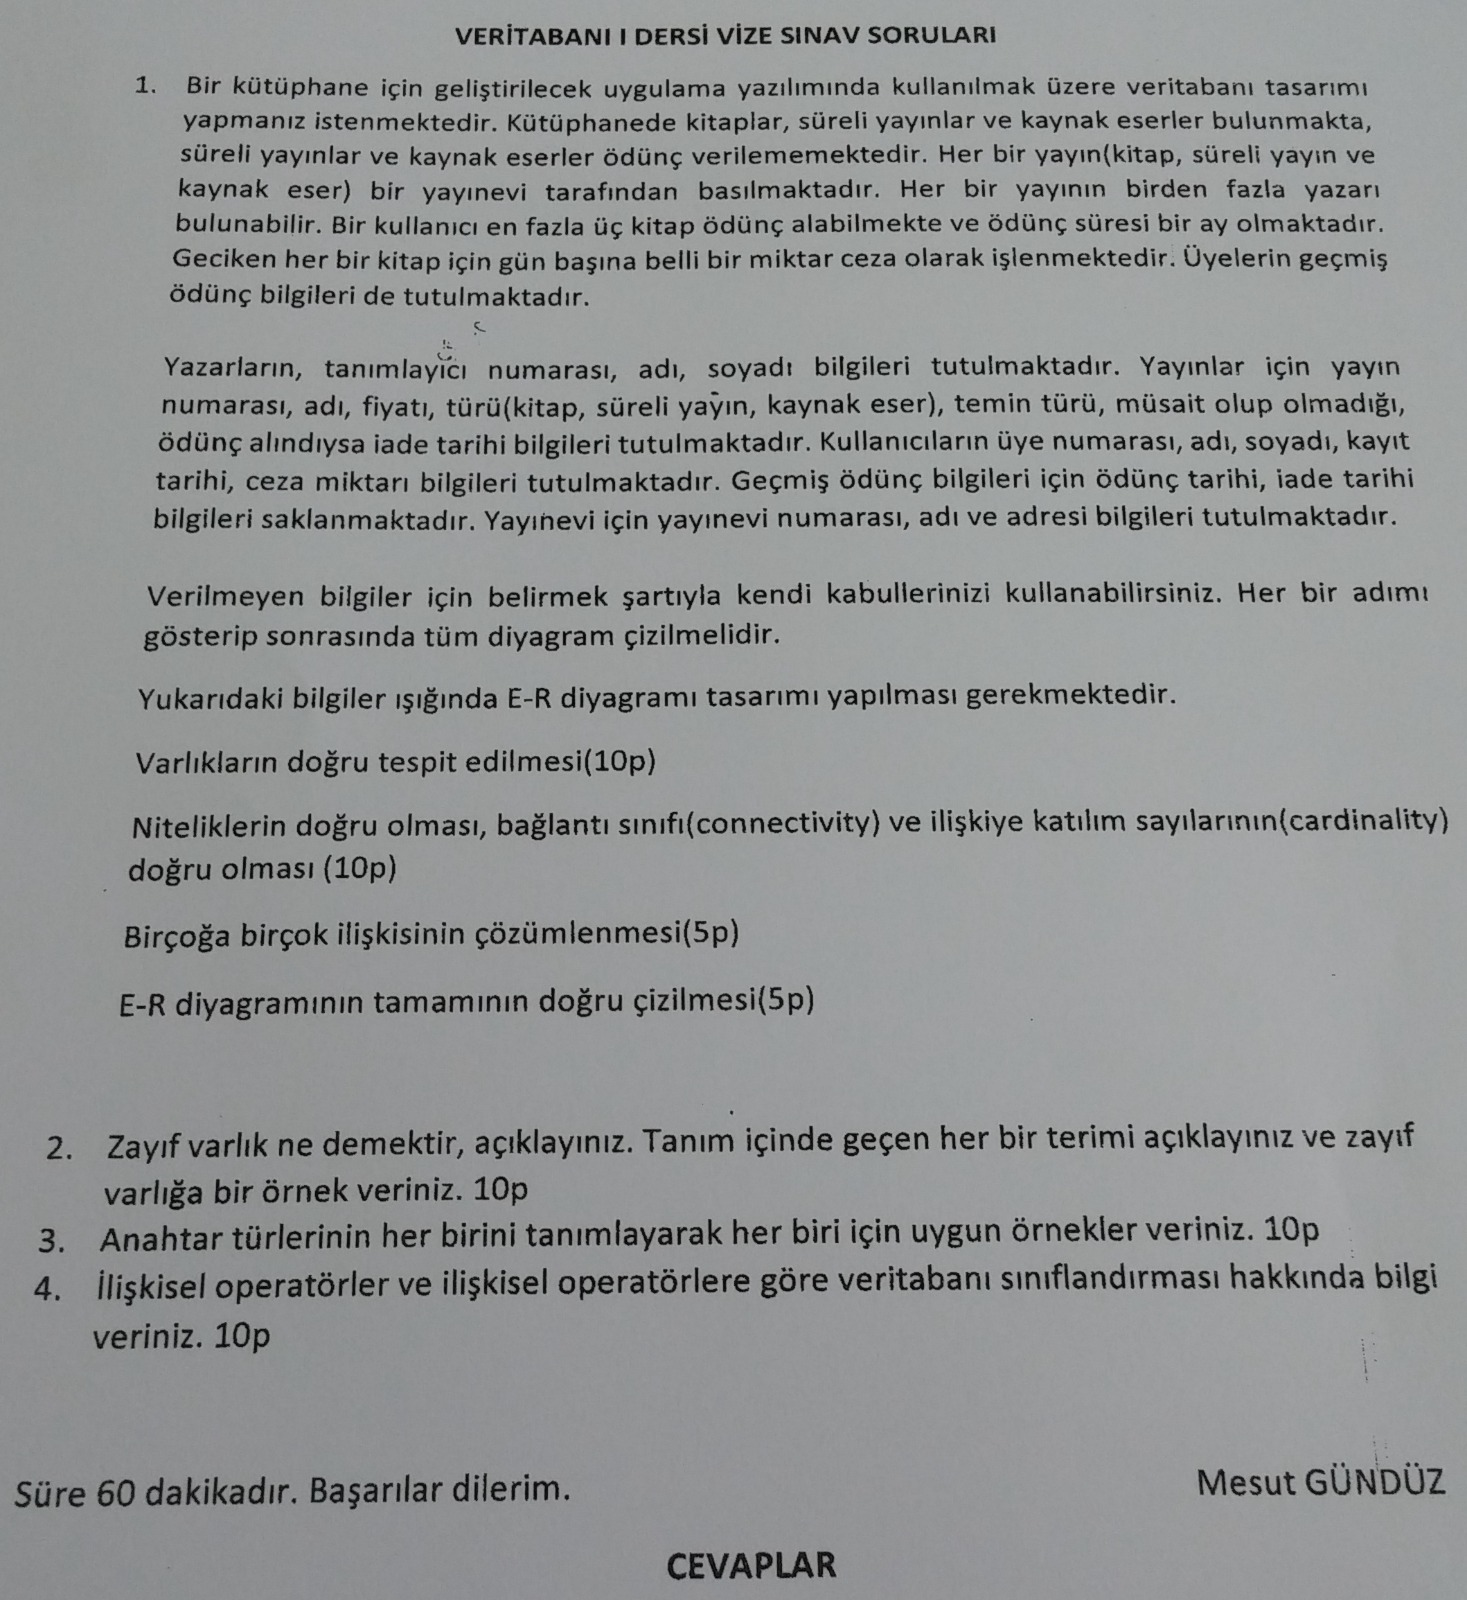 VERİTABANI I DERSİ VİZE SINAV SORULARI
1. Bir kütüphane için geliştirilecek uygulama yazılımında kullanılmak üzere veritabanı tasarımı
yapmanız istenmektedir. Kütüphanede kitaplar, süreli yayınlar ve kaynak eserler bulunmakta,
süreli yayınlar ve kaynak eserler ödünç verilememektedir. Her bir yayın(kitap, süreli yayın ve
kaynak eser) bir yayınevi tarafından basılmaktadır. Her bir yayının birden fazla yazarı
bulunabilir. Bir kullanıcı en fazla üç kitap ödünç alabilmekte ve ödünç süresi bir ay olmaktadır.
Geciken her bir kitap için gün başına belli bir miktar ceza olarak işlenmektedir. Üyelerin geçmiş
ödünç bilgileri de tutulmaktadır.
Yazarların, tanımlayıcı numarası, adı, soyadı bilgileri tutulmaktadır. Yayınlar için yayın
numarası, adı, fiyatı, türü(kitap, süreli yayın, kaynak eser), temin türü, müsait olup olmadığı,
ödünç alındıysa iade tarihi bilgileri tutulmaktadır. Kullanıcıların üye numarası, adı, soyadı, kayıt
tarihi, ceza miktarı bilgileri tutulmaktadır. Geçmiş ödünç bilgileri için ödünç tarihi, iade tarihi
bilgileri saklanmaktadır. Yayınevi için yayınevi numarası, adı ve adresi bilgileri tutulmaktadır.
Verilmeyen bilgiler için belirmek şartıyla kendi kabullerinizi kullanabilirsiniz. Her bir adımı
gösterip sonrasında tüm diyagram çizilmelidir.
Yukarıdaki bilgiler ışığında E-R diyagramı tasarımı yapılması gerekmektedir.
Varlıkların doğru tespit edilmesi(10p)
Niteliklerin doğru olması, bağlantı sınıfı(connectivity) ve ilişkiye katılım sayılarının(cardinality)
doğru olması (10p)
Birçoğa birçok ilişkisinin çözümlenmesi(5p)
E-R diyagramının tamamının doğru çizilmesi(5p)
2. Zayıf varlık ne demektir, açıklayınız. Tanım içinde geçen her bir terimi açıklayınız ve zayıf
varlığa bir örnek veriniz. 10p
3. Anahtar türlerinin her birini tanımlayarak her biri için uygun örnekler veriniz. 10p
4. İlişkisel operatörler ve ilişkisel operatörlere göre veritabanı sınıflandırması hakkında bilgi
veriniz. 10p
Süre 60 dakikadır. Başarılar dilerim.
Mesut GÜNDÜZ
CEVAPLAR